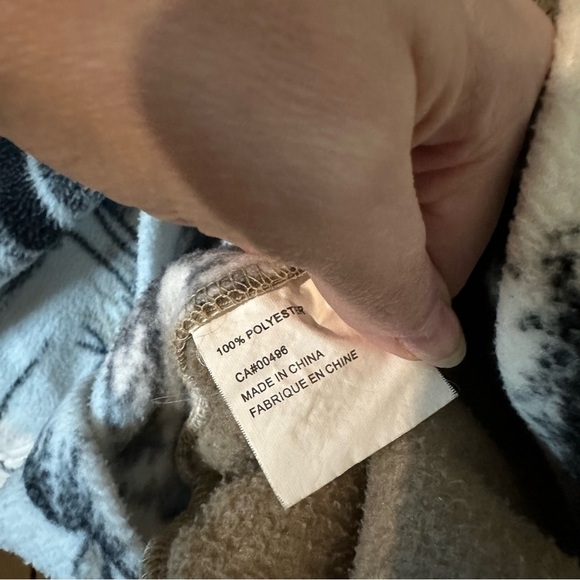 100% POLYESTER
CA#00496
MADE IN CHINA
FABRIQUE EN CHINE